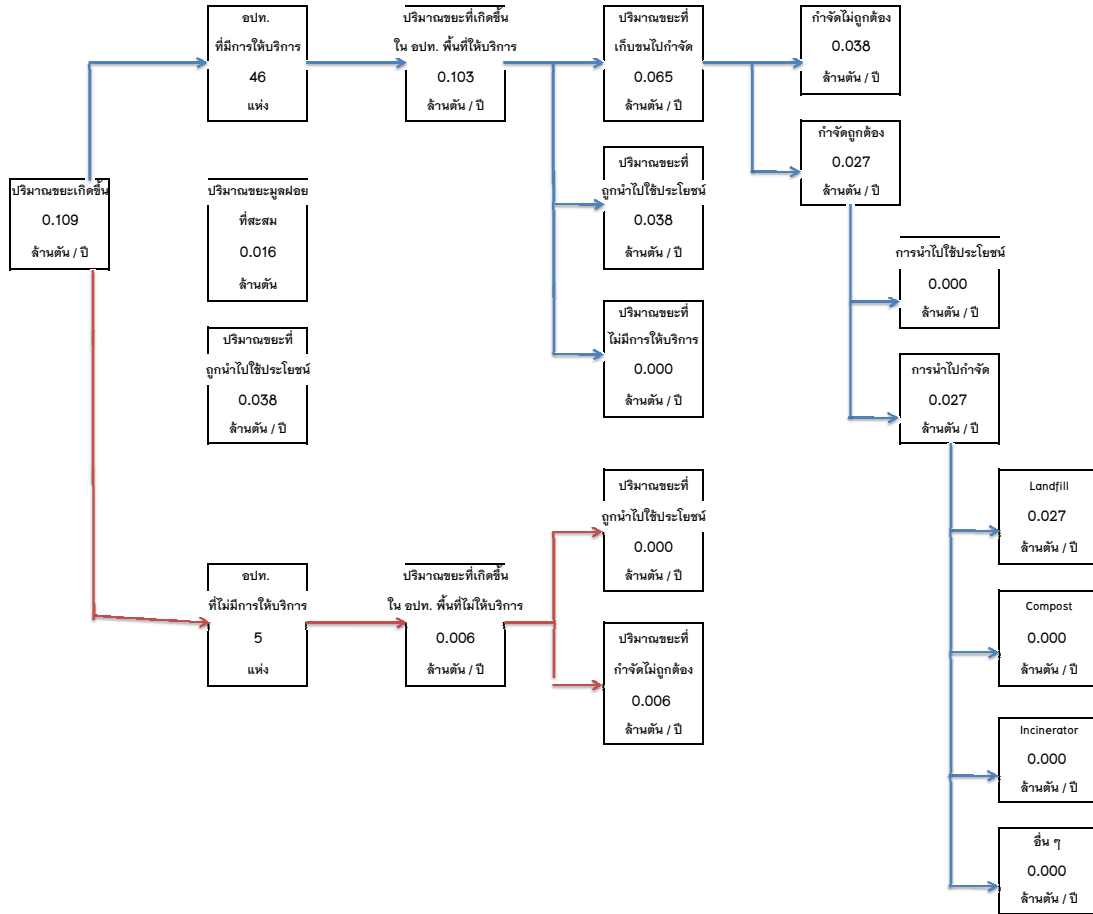 อปท.
ที่มีการให้บริการ
46
แห่ง
ปริมาณขยะที่เกิดขึ้น
ใน อปท. พื้นที่ให้บริการ
0.103
ล้านตัน / ปี
ปริมาณขยะที่
เก็บขนไปกำจัด
0.065
ล้านตัน / ปี
กำจัดไม่ถูกต้อง
0.038
ล้านตัน / ปี
กำจัดถูกต้อง
0.027
ล้านตัน / ปี
ปริมาณขยะเกิดขึ้น
0.109
ล้านตัน / ปี
ปริมาณขยะมูลฝอย
ที่สะสม
0.016
ล้านตัน
ปริมาณขยะที่
ถูกนำไปใช้ประโยชน์
0.038
ล้านตัน / ปี
การนำไปใช้ประโยชน์
0.000
ล้านตัน / ปี
ปริมาณขยะที่
ถูกนำไปใช้ประโยชน์
0.038
ล้านตัน / ปี
ปริมาณขยะที่
ไม่มีการให้บริการ
0.000
ล้านตัน / ปี
การนำไปกำจัด
0.027
ล้านตัน / ปี
ปริมาณขยะที่
ถูกนำไปใช้ประโยชน์
0.000
ล้านตัน / ปี
Landfill
0.027
ล้านตัน / ปี
อปท.
ที่ไม่มีการให้บริการ
5
แห่ง
ปริมาณขยะที่เกิดขึ้น
ใน อปท. พื้นที่ไม่ให้บริการ
0.006
ล้านตัน / ปี
ปริมาณขยะที่
กำจัดไม่ถูกต้อง
0.006
ล้านตัน / ปี
Compost
0.000
ล้านตัน / ปี
Incinerator
0.000
ล้านตัน / ปี
อื่น ๆ
0.000
ล้านตัน / ปี